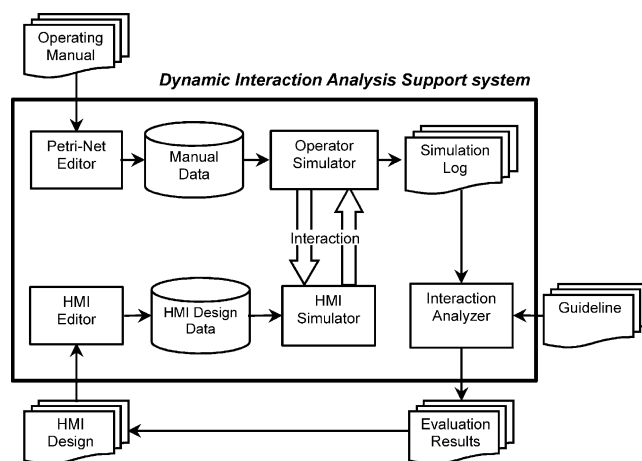 Operating
Manual
Dynamic Interaction Analysis Support system
Petri-Net
Editor
Manual
Data
Operator
Simulator
Simulation
Log
Interaction
HMI
Editor
HMI Design
Data
HMI
Simulator
Interaction
Analyzer
Guideline
HMI
Design
Evaluation
Results